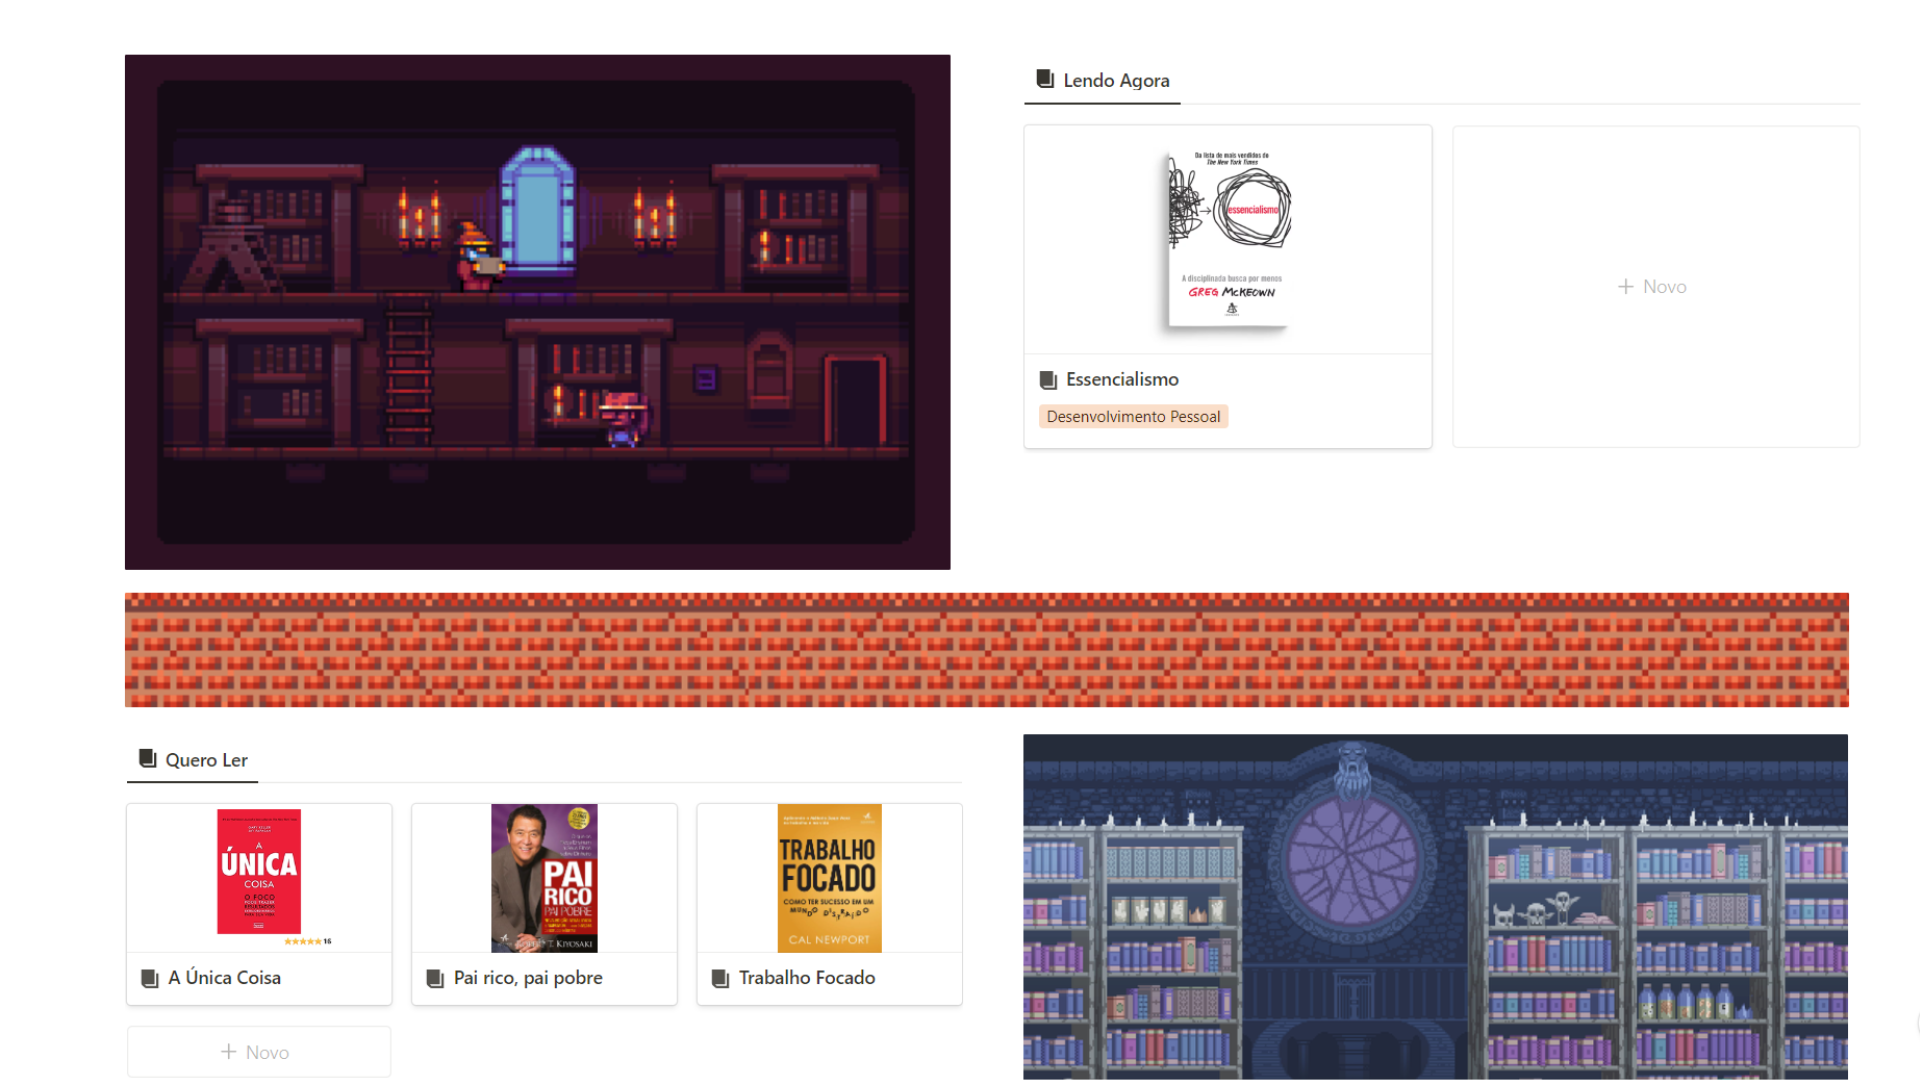 Lendo Agora
Da lista de mais vendidos do
The New York Times
essencialismo
A disciplinada busca por menos
GREG McKEOWN
Essencialismo
Desenvolvimento Pessoal
+ Novo
Quero Ler
A
ÚNICA
COISA
O FOCO
16
A Única Coisa
PAI
RICO
PAI POBRE
T. KIYOSAKI
Pai rico, pai pobre
TRABALHO
FOCADO
COMO TER SUCESSO EM UM
MUNDO DISTRAÍDO
CAL NEWPORT
Trabalho Focado
+ Novo